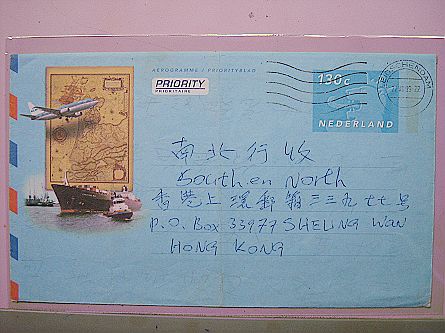 AEROGRAMME / PRIORITYBLAD
PRIORITY
PRIORITAIRE
130c
NEDERLAND
南北行收
South en North
香港上環郵箱三三九七七号
P.O. Box 33977 SHEUNG WAN
HONG KONG